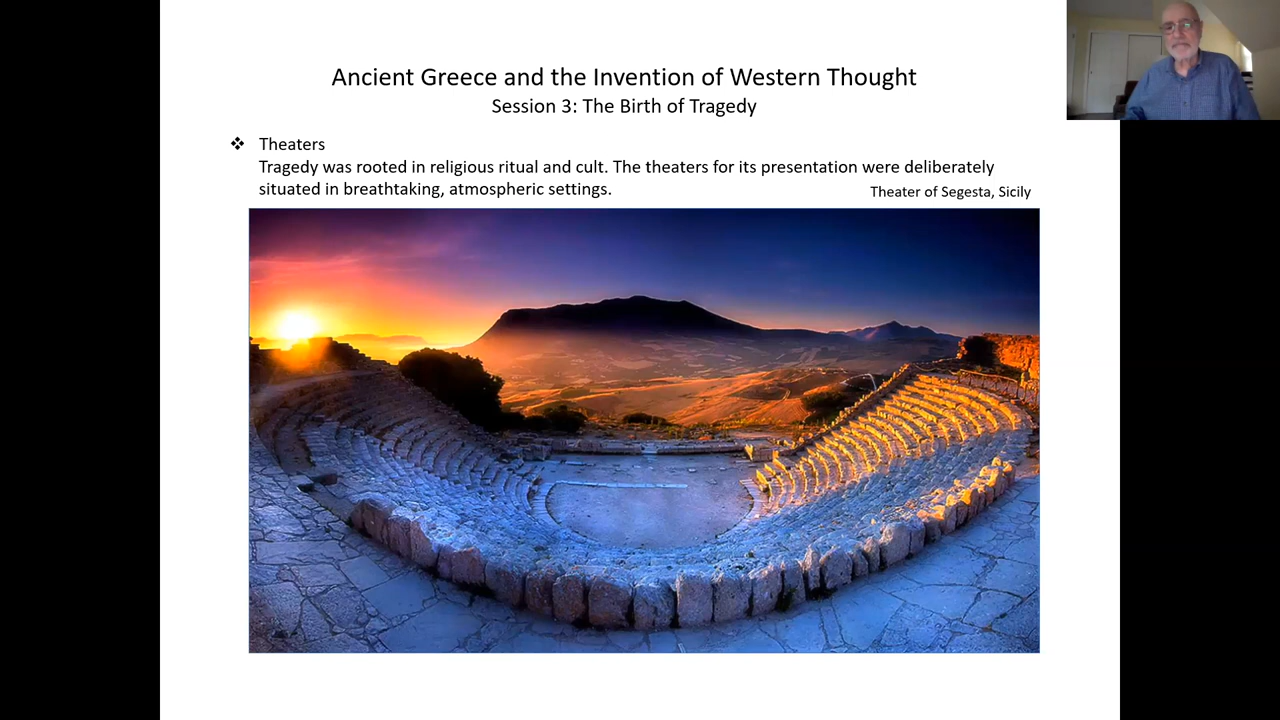 Ancient Greece and the Invention of Western Thought
Session 3: The Birth of Tragedy
❖ Theaters
Tragedy was rooted in religious ritual and cult. The theaters for its presentation were deliberately
situated in breathtaking, atmospheric settings.
Theater of Segesta, Sicily